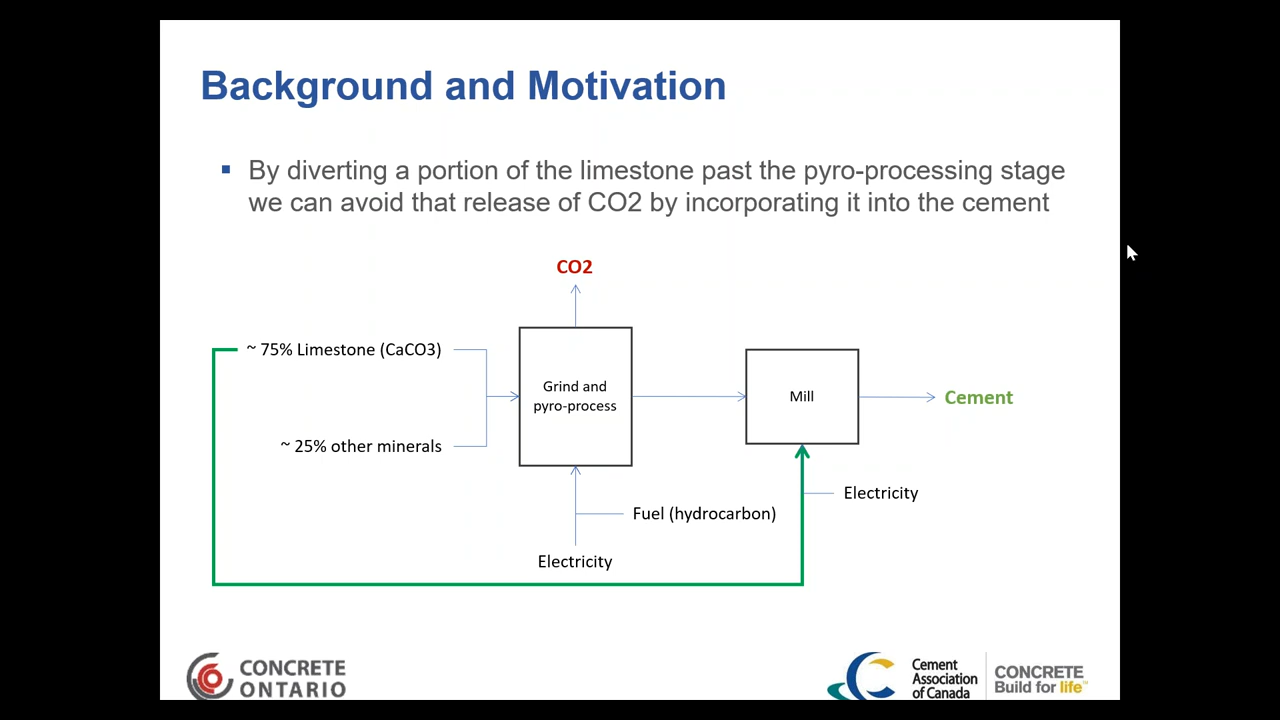 Background and Motivation
By diverting a portion of the limestone past the pyro-processing stage
we can avoid that release of CO2 by incorporating it into the cement
CO2
~ 75% Limestone (CaCO3)
Grind and
pyro-process
Mill
Cement
~ 25% other minerals
Electricity
Fuel (hydrocarbon)
Electricity
CONCRETE
ONTARIO
Cement
Association
of Canada
CONCRETE
Build for life™